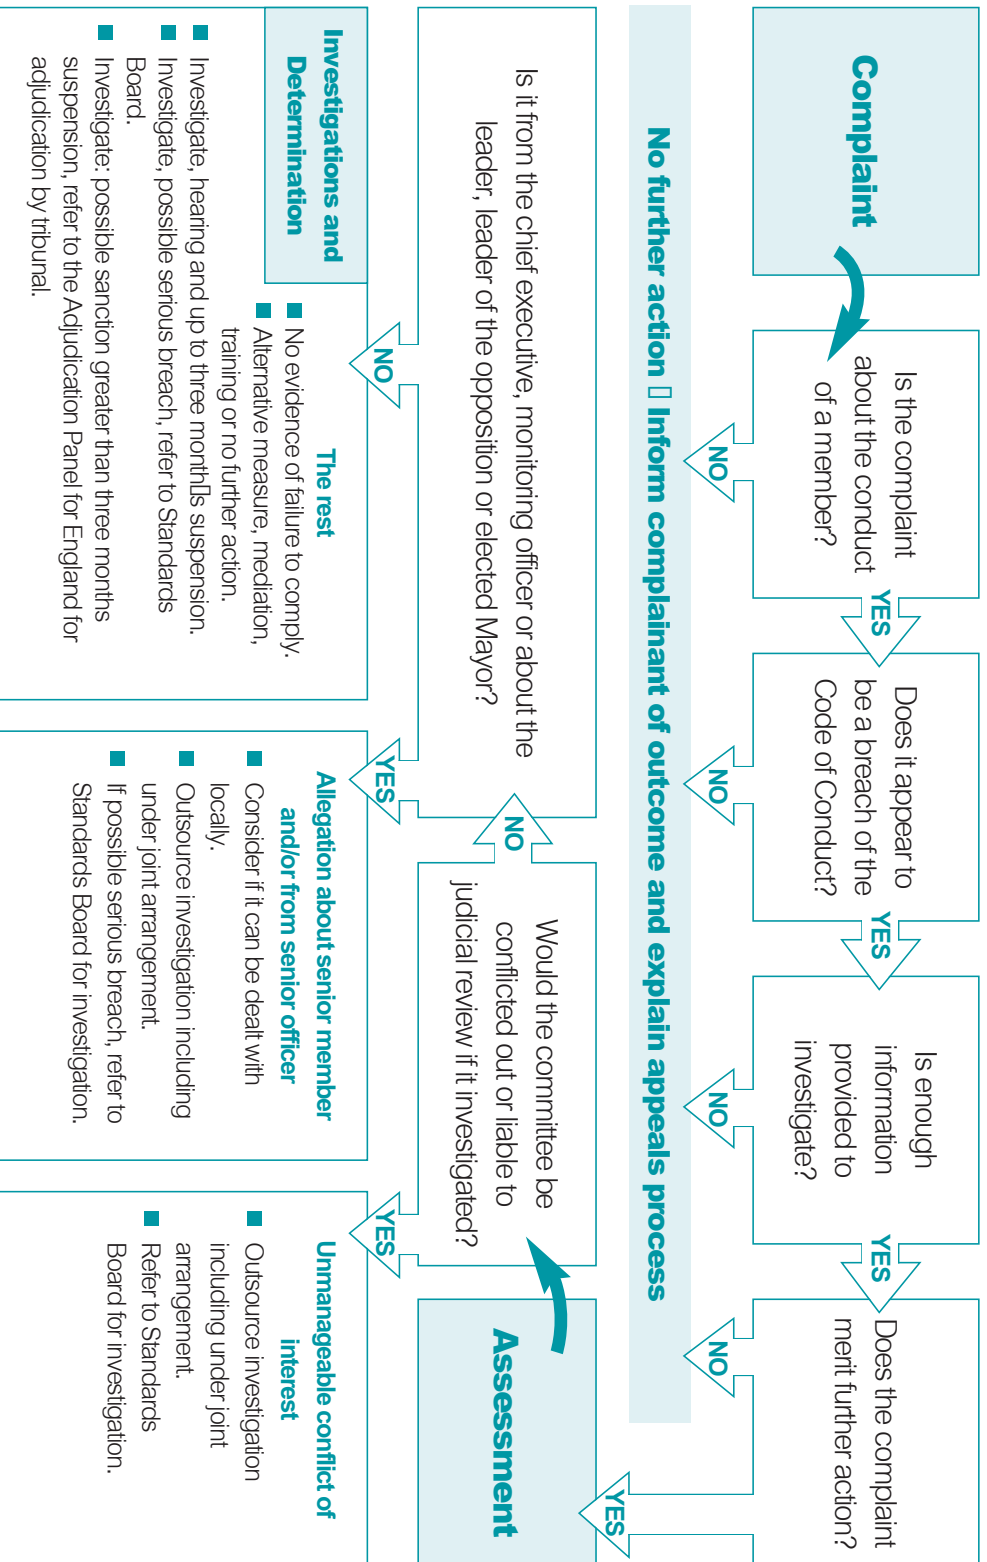 Complaint
Is the complaint
about the conduct
of a member?
YES
Does it appear to
be a breach of the
Code of Conduct?
YES
Is enough
information
provided to
investigate?
YES
Does the complaint
merit further action?
NO
NO
NO
NO
YES
No further action ▯ Inform complainant of outcome and explain appeals process
Assessment
Would the committee be
conflicted out or liable to
judicial review if it investigated?
NO
YES
Is it from the chief executive, monitoring officer or about the
leader, leader of the opposition or elected Mayor?
NO
YES
Investigations and
Determination
The rest
■ No evidence of failure to comply.
■ Alternative measure, mediation,
training or no further action.
■ Investigate, hearing and up to three month▯s suspension.
■ Investigate, possible serious breach, refer to Standards
Board.
■ Investigate: possible sanction greater than three months
suspension, refer to the Adjudication Panel for England for
adjudication by tribunal.
Allegation about senior member
and/or from senior officer
■ Consider if it can be dealt with
locally.
■ Outsource investigation including
under joint arrangement.
■ If possible serious breach, refer to
Standards Board for investigation.
Unmanageable conflict of
interest
■ Outsource investigation
including under joint
arrangement.
■ Refer to Standards
Board for investigation.